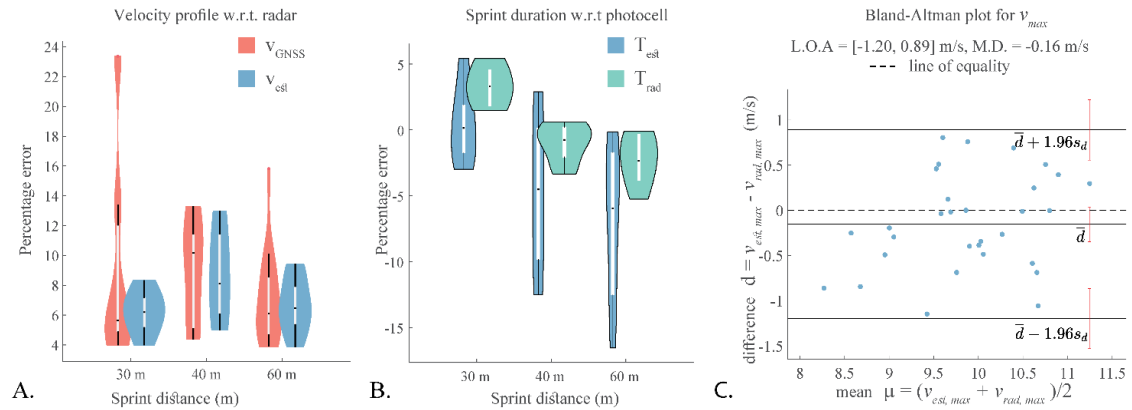 Velocity profile w.r.t. radar
v_GNSS
v_est
Percentage error
24
22
20
18
16
14
12
10
8
6
4
30 m
40 m
60 m
Sprint distance (m)
A.
Sprint duration w.r.t photocell
T_est
T_rad
Percentage error
5
0
-5
-10
-15
30 m
40 m
60 m
Sprint distance (m)
B.
Bland-Altman plot for v_max
L.O.A = [-1.20, 0.89] m/s, M.D. = -0.16 m/s
line of equality
difference d = v_est, max - v_rad, max (m/s)
1
0.5
0
-0.5
-1
-1.5
d̅ + 1.96s_d
d̅
d̅ − 1.96s_d
8
8.5
9
9.5
10
10.5
11
11.5
mean μ = (v_est, max + v_rad, max)/2
C.